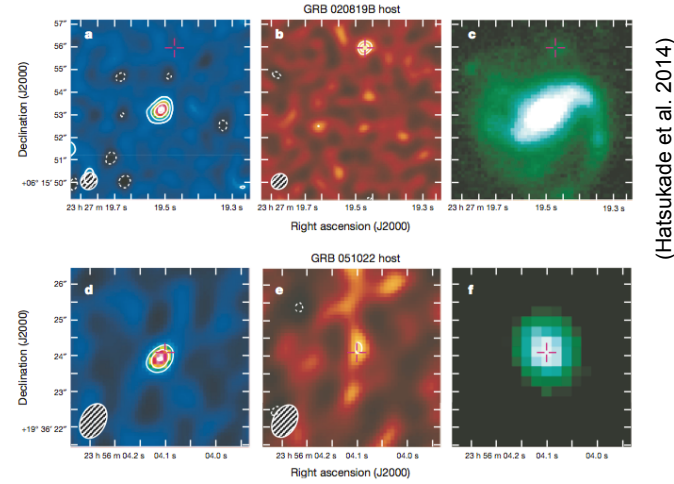 GRB 020819B host
a
b
c
57"
56"
55"
54"
53"
52"
51"
+06° 15' 50"
Declination (J2000)
23 h 27 m 19.7 s
19.5 s
19.3 s
23 h 27 m 19.7 s
19.5 s
19.3 s
23 h 27 m 19.7 s
19.5 s
19.3 s
Right ascension (J2000)
GRB 051022 host
d
e
f
26"
25"
24"
23"
+19° 36' 22"
Declination (J2000)
23 h 56 m 04.2 s
04.1 s
04.0 s
23 h 56 m 04.2 s
04.1 s
04.0 s
23 h 56 m 04.2 s
04.1 s
04.0 s
Right ascension (J2000)
(Hatsukade et al. 2014)